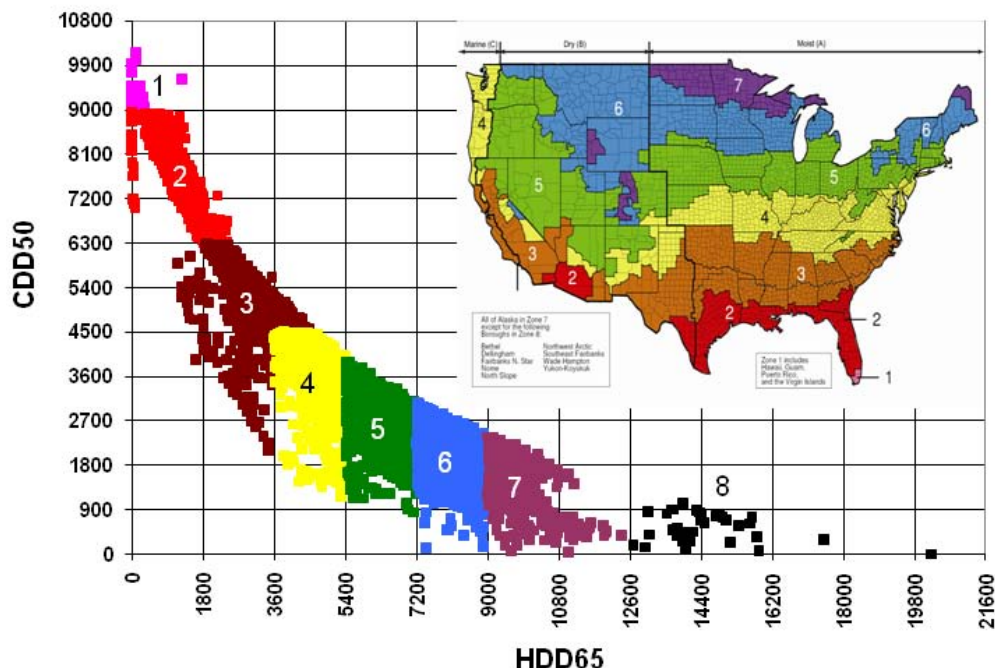 CDD50
10800
9900
9000
8100
7200
6300
5400
4500
3600
2700
1800
900
0
1
2
3
4
5
6
7
8
0
1800
3600
5400
7200
9000
10800
12600
14400
16200
18000
19800
21600
HDD65
Marine (C)
Dry (B)
Moist (A)
7
6
6
4
5
5
4
3
3
2
2
2
1
All of Alaska in Zone 7
except for the following
Boroughs in Zone 8:
Bethel Northwest Arctic
Dellingham Southeast Fairbanks
Fairbanks N. Star Wade Hampton
Nome Yukon-Koyukuk
North Slope
Zone 1 includes
Hawaii, Guam,
Puerto Rico,
and the Virgin Islands